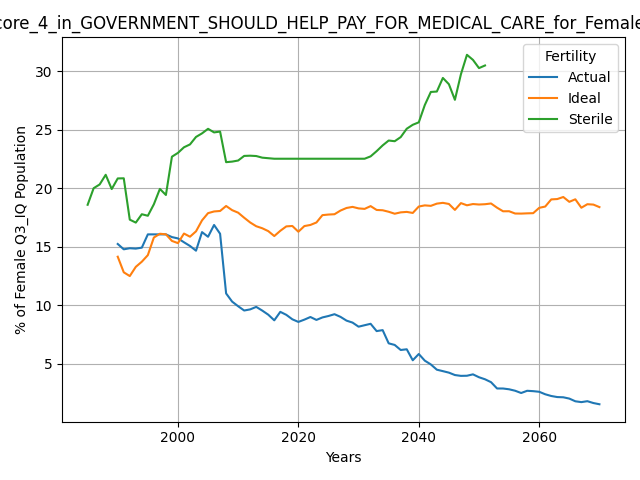 core_4_in_GOVERNMENT_SHOULD_HELP_PAY_FOR_MEDICAL_CARE_for_Female
Fertility
Actual
Ideal
Sterile
% of Female Q3_IQ Population
30
25
20
15
10
5
2000 2020 2040 2060
Years